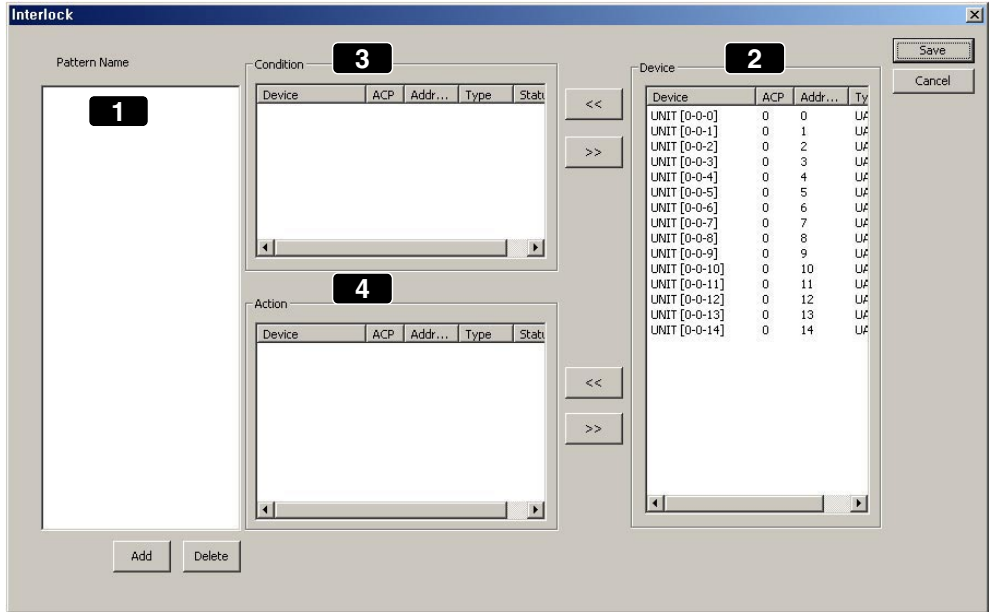 Interlock
Pattern Name
1
Add Delete
Condition 3
Device ACP Addr... Type Statu
<< 
>>
Action 4
Device ACP Addr... Type Statu
<<
>>
Device 2
Device ACP Addr... Ty
UNIT [0-0-0] 0 0 UA
UNIT [0-0-1] 0 1 UA
UNIT [0-0-2] 0 2 UA
UNIT [0-0-3] 0 3 UA
UNIT [0-0-4] 0 4 UA
UNIT [0-0-5] 0 5 UA
UNIT [0-0-6] 0 6 UA
UNIT [0-0-7] 0 7 UA
UNIT [0-0-8] 0 8 UA
UNIT [0-0-9] 0 9 UA
UNIT [0-0-10] 0 10 UA
UNIT [0-0-11] 0 11 UA
UNIT [0-0-12] 0 12 UA
UNIT [0-0-13] 0 13 UA
UNIT [0-0-14] 0 14 UA
Save
Cancel